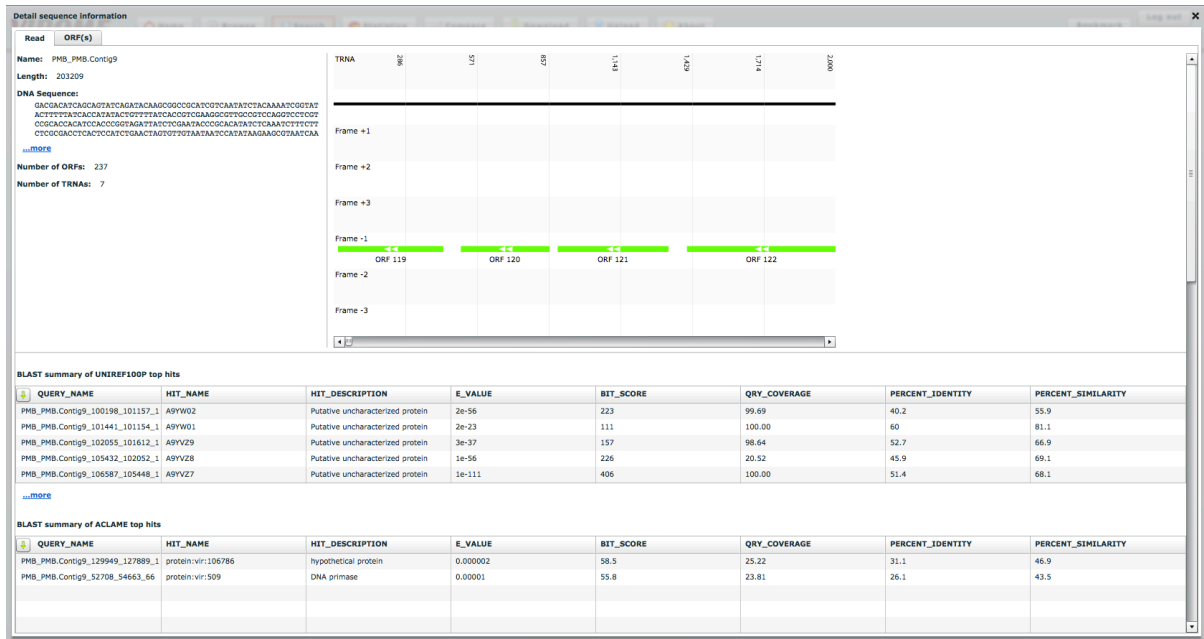 Detail sequence information
Log out
Read ORF(s)
Name: PMB_PMB.Contig9
Length: 203209
DNA Sequence:
GACGACATCAGCAGTATCAGATACAAGCGGCCGCATCGTCAATATCTACAAAATCGGTAT
ACTTTTTATCACCATATACTGTTTTATCACCGTCGAAGGCGTTGCCGTCCAGGTCCTCGT
CCGCACCACATCCACCCGGTAGATTATCTCGAATACCCGCACATATCTCAAATCTTTCTT
CTCGCGACCTCACTCCATCTGAACTAGTGTTGTAATAATCCATATAAGAAGCGTAATCAA
...more
Number of ORFs: 237
Number of TRNAs: 7
TRNA 286 571 857 1,143 1,429 1,714 2,000
Frame +1
Frame +2
Frame +3
Frame -1
ORF 119 ORF 120 ORF 121 ORF 122
Frame -2
Frame -3
BLAST summary of UNIREF100P top hits
QUERY_NAME HIT_NAME HIT_DESCRIPTION E_VALUE BIT_SCORE QRY_COVERAGE PERCENT_IDENTITY PERCENT_SIMILARITY
PMB_PMB.Contig9_100198_101157_1 A9YW02 Putative uncharacterized protein 2e-56 223 99.69 40.2 55.9
PMB_PMB.Contig9_101441_101154_1 A9YW01 Putative uncharacterized protein 2e-23 111 100.00 60 81.1
PMB_PMB.Contig9_102055_101612_1 A9YVZ9 Putative uncharacterized protein 3e-37 157 98.64 52.7 66.9
PMB_PMB.Contig9_105432_102052_1 A9YVZ8 Putative uncharacterized protein 1e-56 226 20.52 45.9 69.1
PMB_PMB.Contig9_106587_105448_1 A9YVZ7 Putative uncharacterized protein 1e-111 406 100.00 51.4 68.1
...more
BLAST summary of ACLAME top hits
QUERY_NAME HIT_NAME HIT_DESCRIPTION E_VALUE BIT_SCORE QRY_COVERAGE PERCENT_IDENTITY PERCENT_SIMILARITY
PMB_PMB.Contig9_129949_127889_1 protein:vir:106786 hypothetical protein 0.000002 58.5 25.22 31.1 46.9
PMB_PMB.Contig9_52708_54663_66 protein:vir:509 DNA primase 0.00001 55.8 23.81 26.1 43.5